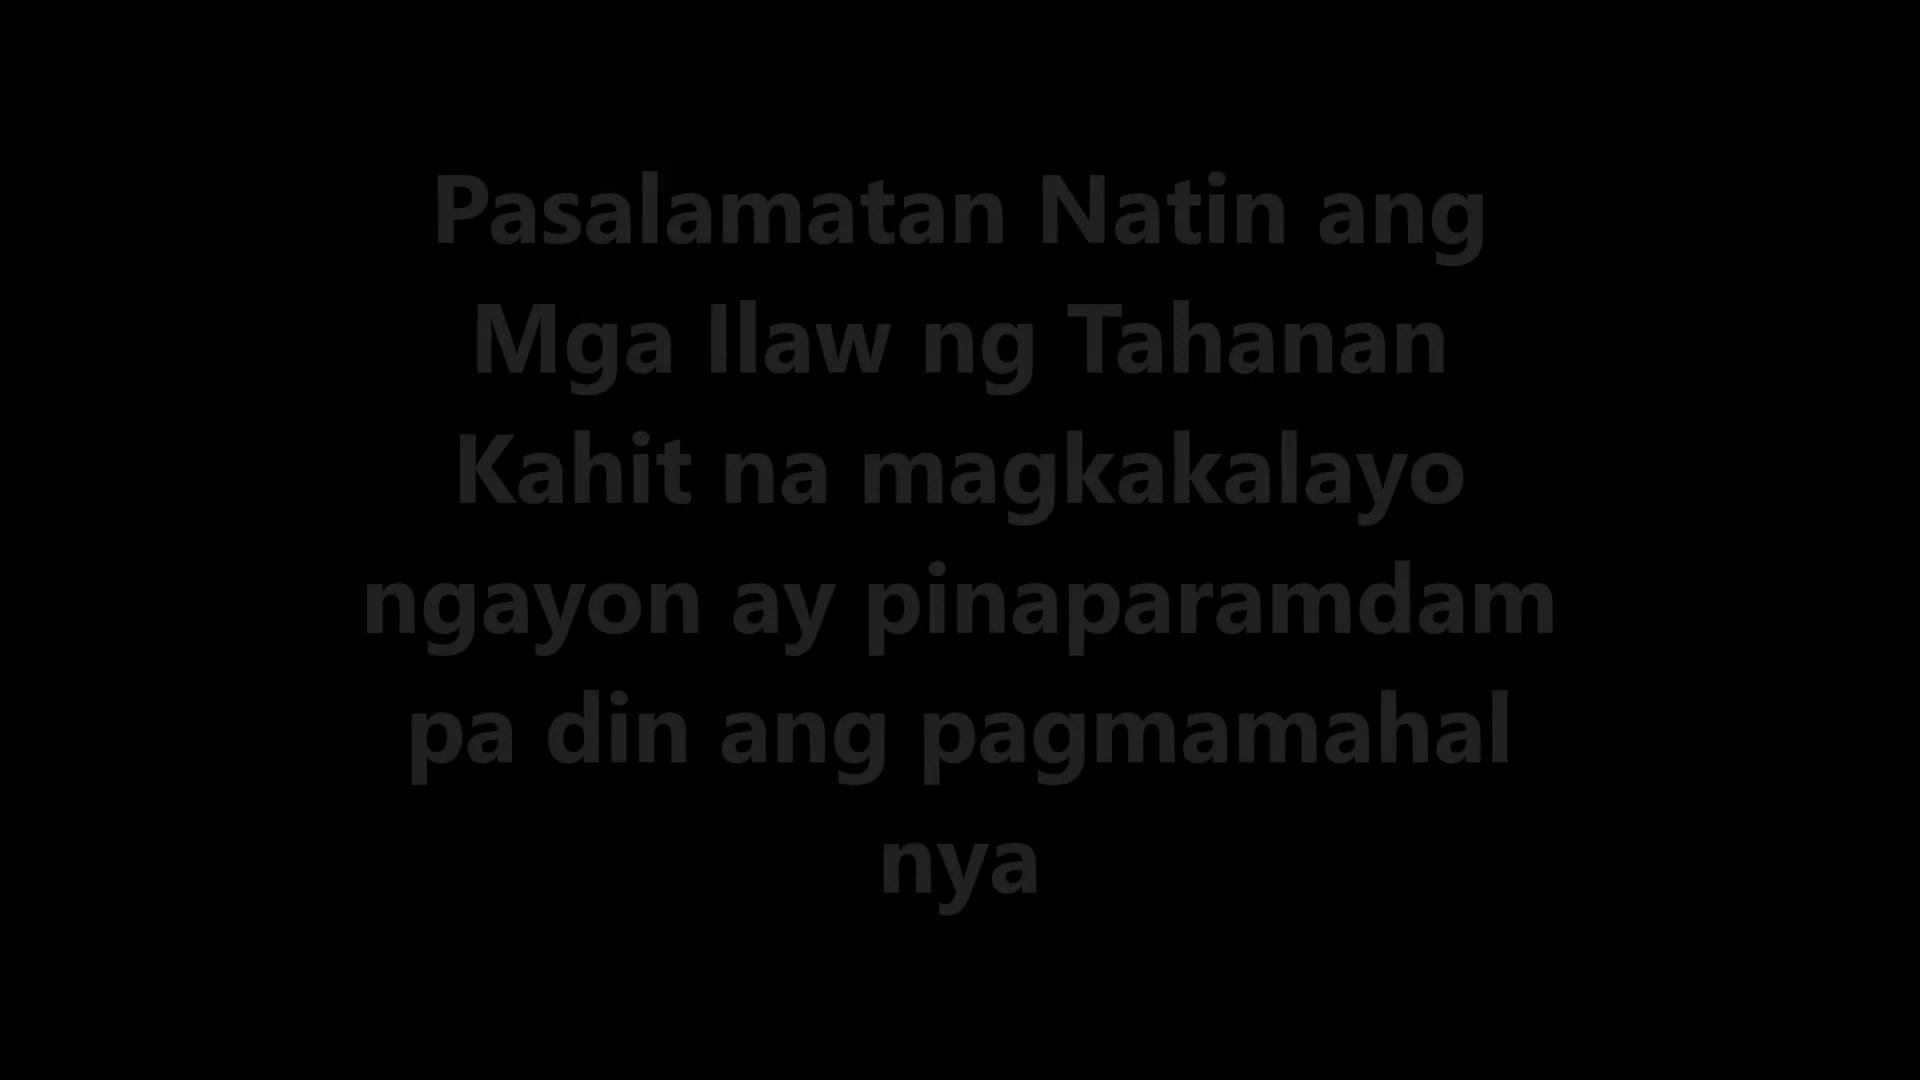 Pasalamatan Natin ang
Mga Ilaw ng Tahanan
Kahit na magkakalayo
ngayon ay pinaparamdam
pa din ang pagmamahal
nya